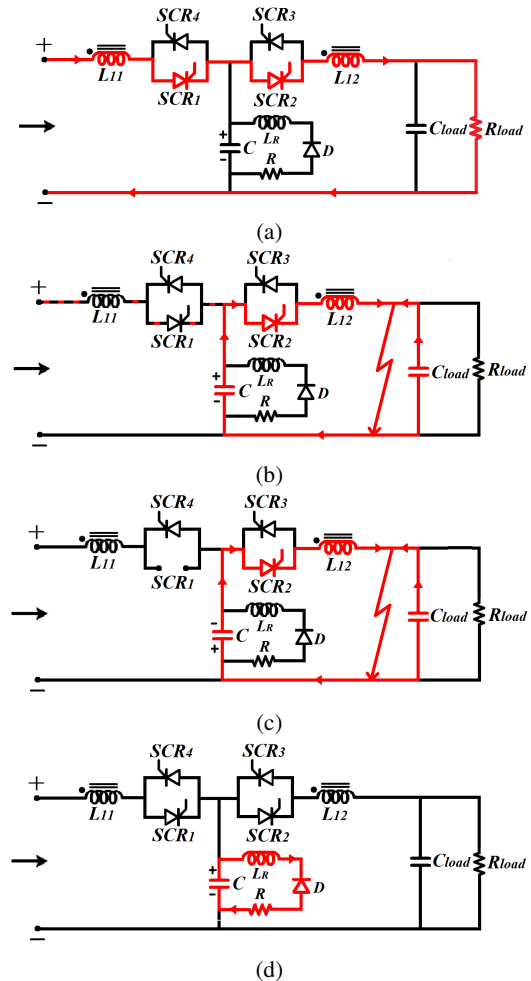 SCR4 SCR3
+
L11 SCR1 SCR2 L12
+ C LR D Cload Rload
- R
—
(a)
SCR4 SCR3
+
L11 SCR1 SCR2 L12
+ C LR D Cload Rload
- R
—
(b)
SCR4 SCR3
+
L11 SCR1 SCR2 L12
- C LR D Cload Rload
+ R
—
(c)
SCR4 SCR3
+
L11 SCR1 SCR2 L12
+ C LR D Cload Rload
- R
—
(d)